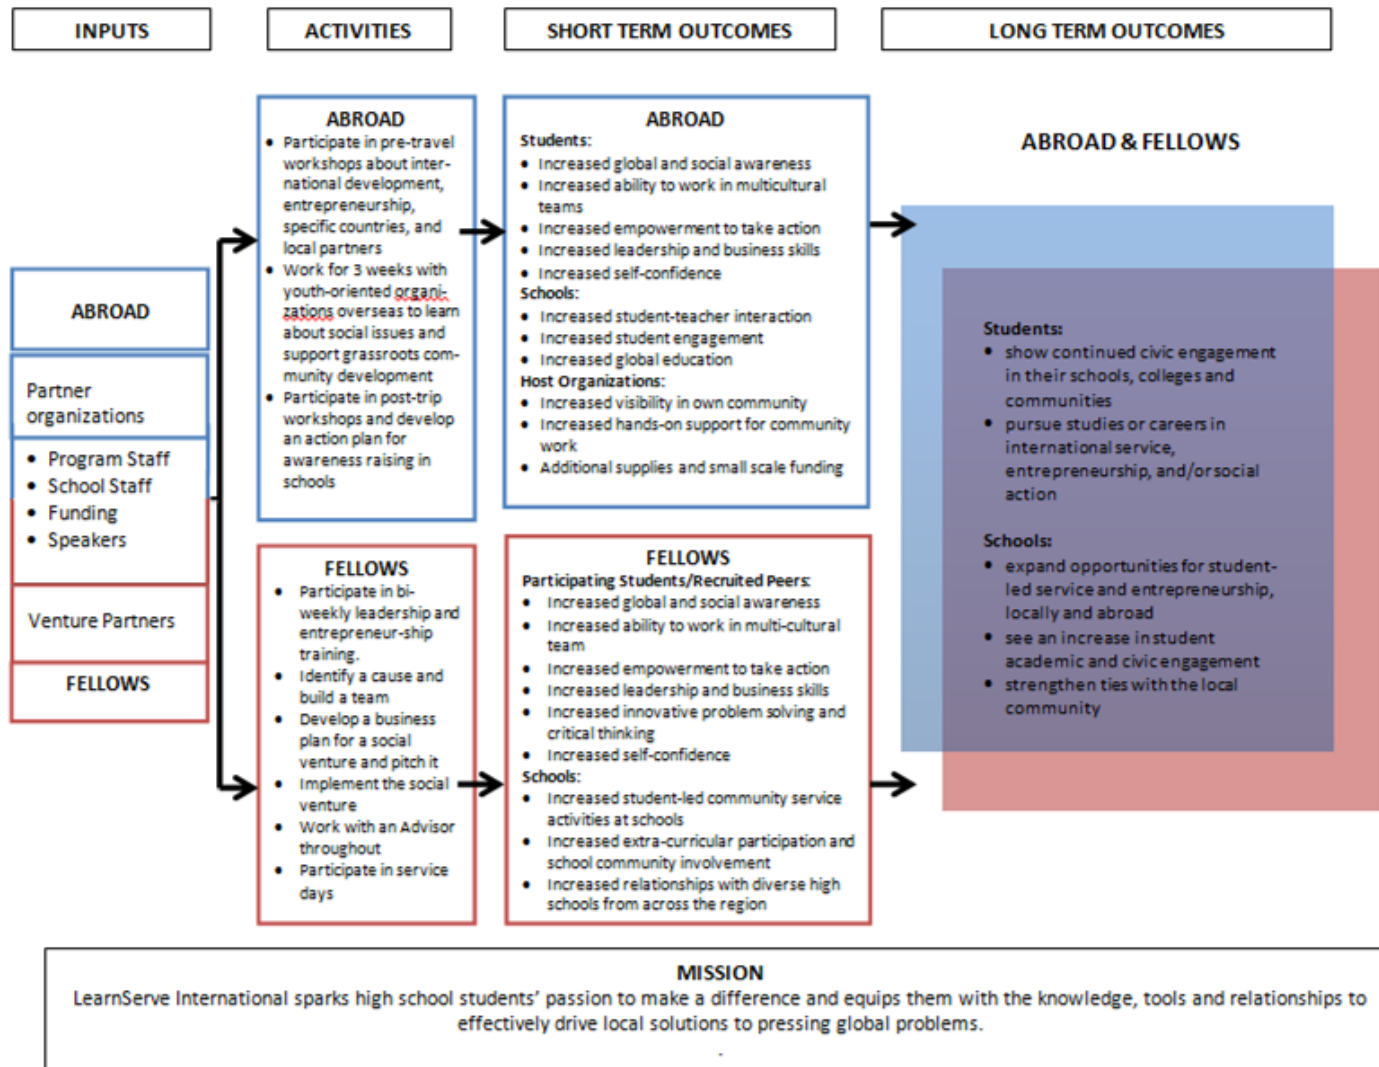 INPUTS
ACTIVITIES
SHORT TERM OUTCOMES
LONG TERM OUTCOMES
ABROAD
Partner
organizations
• Program Staff
• School Staff
• Funding
• Speakers
Venture Partners
FELLOWS
ABROAD
• Participate in pre-travel
workshops about inter-
national development,
entrepreneurship,
specific countries, and
local partners
• Work for 3 weeks with
youth-oriented organi-
zations overseas to learn
about social issues and
support grassroots com-
munity development
• Participate in post-trip
workshops and develop
an action plan for
awareness raising in
schools
FELLOWS
• Participate in bi-
weekly leadership and
entrepreneur-ship
training.
• Identify a cause and
build a team
• Develop a business
plan for a social
venture and pitch it
• Implement the social
venture
• Work with an Advisor
throughout
• Participate in service
days
ABROAD
Students:
• Increased global and social awareness
• Increased ability to work in multicultural
teams
• Increased empowerment to take action
• Increased leadership and business skills
• Increased self-confidence
Schools:
• Increased student-teacher interaction
• Increased student engagement
• Increased global education
Host Organizations:
• Increased visibility in own community
• Increased hands-on support for community
work
• Additional supplies and small scale funding
FELLOWS
Participating Students/Recruited Peers:
• Increased global and social awareness
• Increased ability to work in multi-cultural
team
• Increased empowerment to take action
• Increased leadership and business skills
• Increased innovative problem solving and
critical thinking
• Increased self-confidence
Schools:
• Increased student-led community service
activities at schools
• Increased extra-curricular participation and
school community involvement
• Increased relationships with diverse high
schools from across the region
ABROAD & FELLOWS
Students:
• show continued civic engagement
in their schools, colleges and
communities
• pursue studies or careers in
international service,
entrepreneurship, and/or social
action
Schools:
• expand opportunities for student-
led service and entrepreneurship,
locally and abroad
• see an increase in student
academic and civic engagement
• strengthen ties with the local
community
MISSION
LearnServe International sparks high school students’ passion to make a difference and equips them with the knowledge, tools and relationships to
effectively drive local solutions to pressing global problems.
.